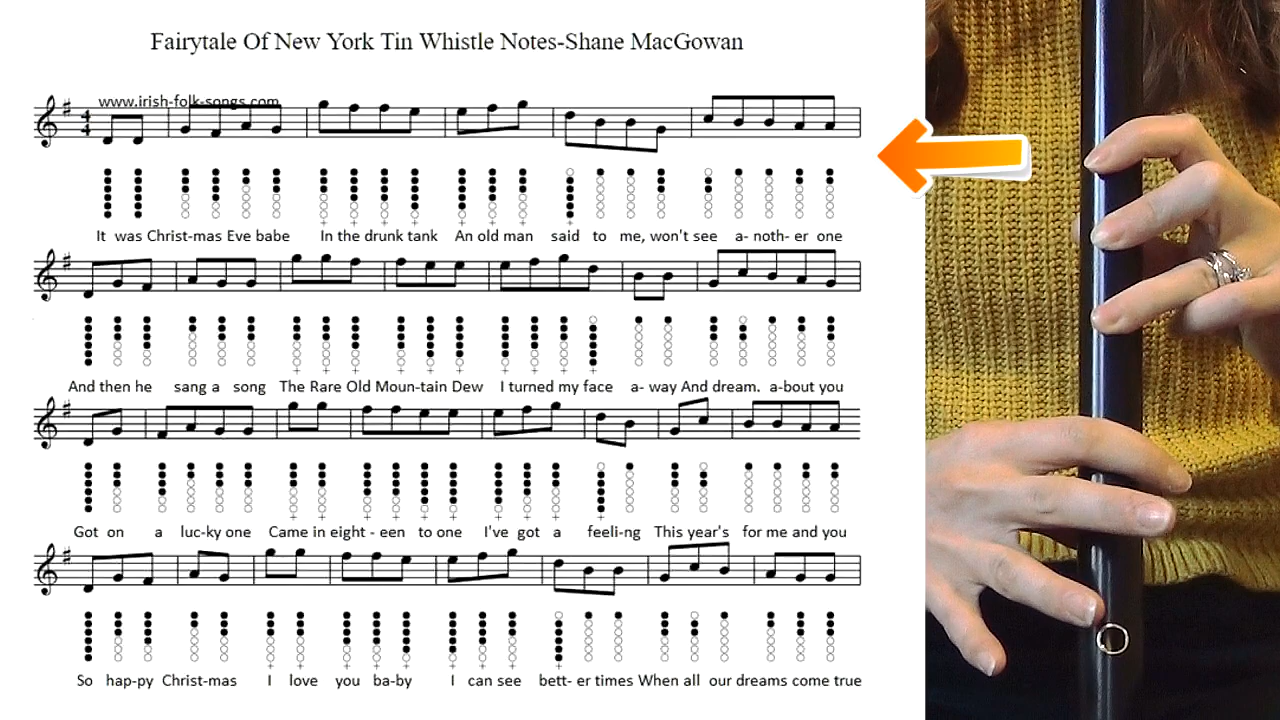 Fairytale Of New York Tin Whistle Notes-Shane MacGowan
www.irish-folk-songs.com
4
4
It was Christ-mas Eve babe In the drunk tank An old man said to me, won't see a- noth- er one
And then he sang a song The Rare Old Moun-tain Dew I turned my face a- way And dream. a-bout you
Got on a luc-ky one Came in eight - een to one I've got a feeli-ng This year's for me and you
So hap-py Christ-mas I love you ba-by I can see bett- er times When all our dreams come true